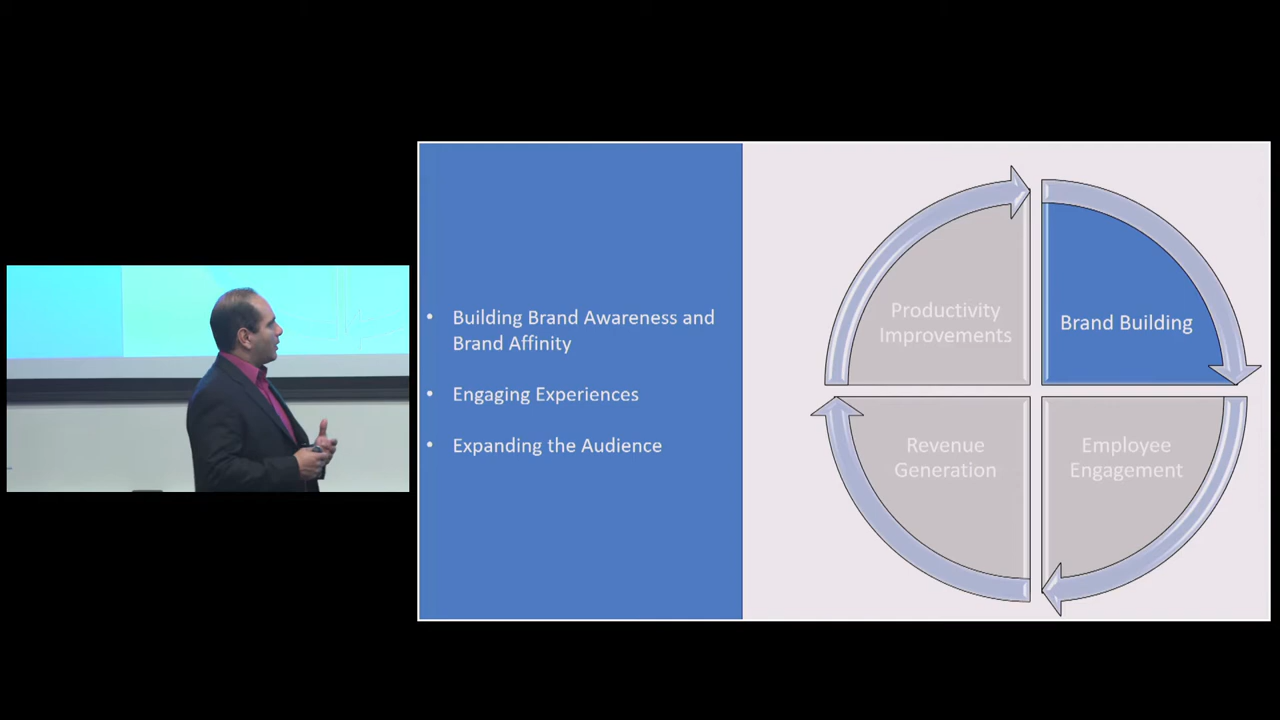 Building Brand Awareness and
Brand Affinity
Engaging Experiences
Expanding the Audience
Productivity
Improvements
Brand Building
Revenue
Generation
Employee
Engagement